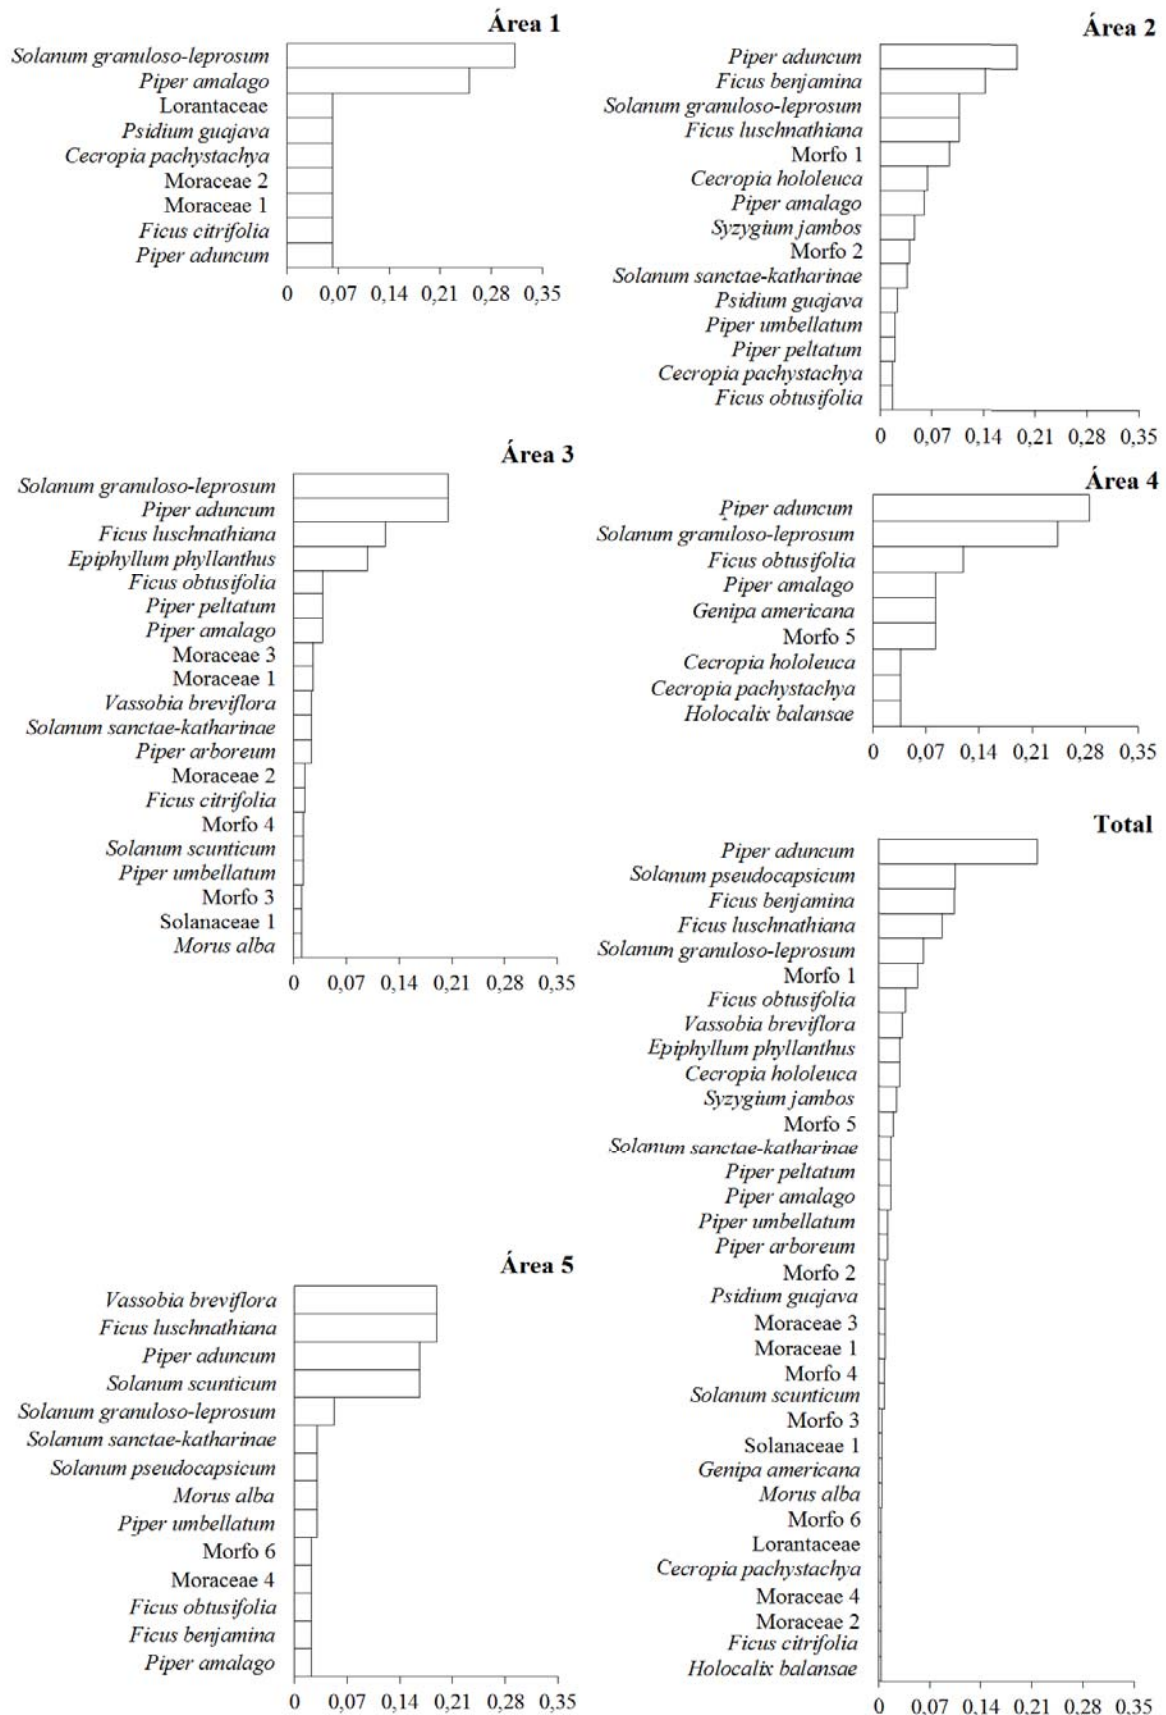 Área 1
Solanum granuloso-leprosum
Piper amalago
Lorantaceae
Psidium guajava
Cecropia pachystachya
Moraceae 2
Moraceae 1
Ficus citrifolia
Piper aduncum
0 0,07 0,14 0,21 0,28 0,35
Área 2
Piper aduncum
Ficus benjamina
Solanum granuloso-leprosum
Ficus luschnathiana
Morfo 1
Cecropia hololeuca
Piper amalago
Syzygium jambos
Morfo 2
Solanum sanctae-katharinae
Psidium guajava
Piper umbellatum
Piper peltatum
Cecropia pachystachya
Ficus obtusifolia
0 0,07 0,14 0,21 0,28 0,35
Área 3
Solanum granuloso-leprosum
Piper aduncum
Ficus luschnathiana
Epiphyllum phyllanthus
Ficus obtusifolia
Piper peltatum
Piper amalago
Moraceae 3
Moraceae 1
Vassobia breviflora
Solanum sanctae-katharinae
Piper arboreum
Moraceae 2
Ficus citrifolia
Morfo 4
Solanum scunticum
Piper umbellatum
Morfo 3
Solanaceae 1
Morus alba
0 0,07 0,14 0,21 0,28 0,35
Área 4
Piper aduncum
Solanum granuloso-leprosum
Ficus obtusifolia
Piper amalago
Genipa americana
Morfo 5
Cecropia hololeuca
Cecropia pachystachya
Holocalix balansae
0 0,07 0,14 0,21 0,28 0,35
Área 5
Vassobia breviflora
Ficus luschnathiana
Piper aduncum
Solanum scunticum
Solanum granuloso-leprosum
Solanum sanctae-katharinae
Solanum pseudocapsicum
Morus alba
Piper umbellatum
Morfo 6
Moraceae 4
Ficus obtusifolia
Ficus benjamina
Piper amalago
0 0,07 0,14 0,21 0,28 0,35
Total
Piper aduncum
Solanum pseudocapsicum
Ficus benjamina
Ficus luschnathiana
Solanum granuloso-leprosum
Morfo 1
Ficus obtusifolia
Vassobia breviflora
Epiphyllum phyllanthus
Cecropia hololeuca
Syzygium jambos
Morfo 5
Solanum sanctae-katharinae
Piper peltatum
Piper amalago
Piper umbellatum
Piper arboreum
Morfo 2
Psidium guajava
Moraceae 3
Moraceae 1
Morfo 4
Solanum scunticum
Morfo 3
Solanaceae 1
Genipa americana
Morus alba
Morfo 6
Lorantaceae
Cecropia pachystachya
Moraceae 4
Moraceae 2
Ficus citrifolia
Holocalix balansae
0 0,07 0,14 0,21 0,28 0,35